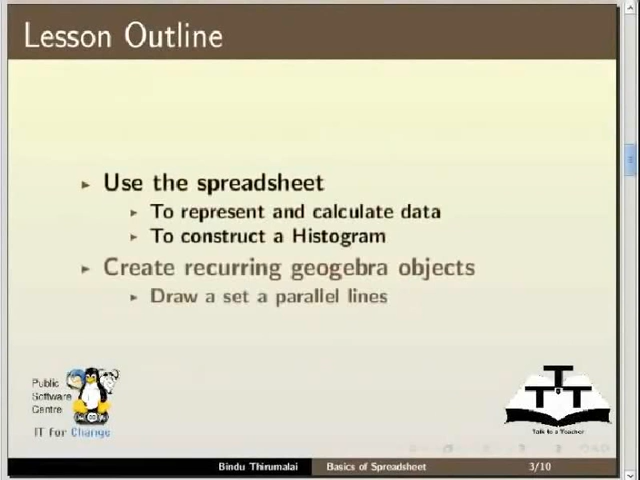 Lesson Outline
Use the spreadsheet
To represent and calculate data
To construct a Histogram
Create recurring geogebra objects
Draw a set a parallel lines
Public
Software
Centre
IT for Change
T
T T
Talk to a Teacher
Bindu Thirumalai Basics of Spreadsheet 3/10